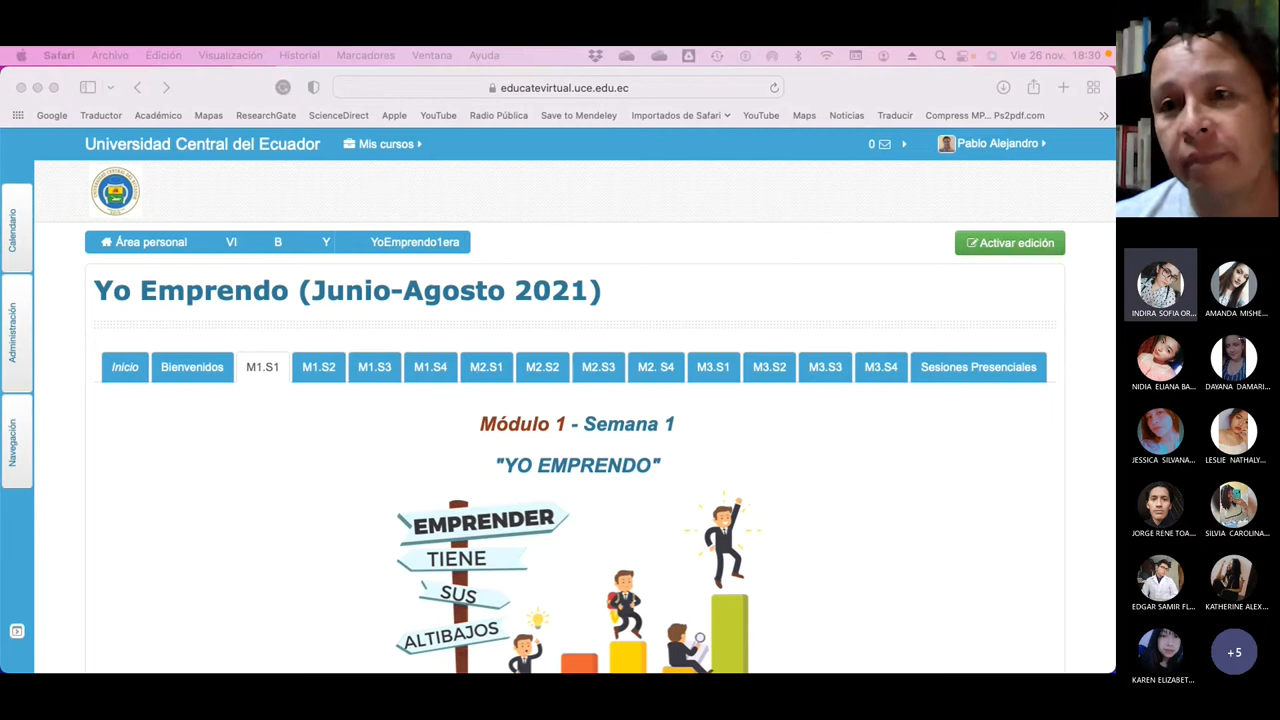 Safari Archivo Edición Visualización Historial Marcadores Ventana Ayuda Vie 26 nov. 18:30
educatevirtual.uce.edu.ec
Google Traductor Académico Mapas ResearchGate ScienceDirect Apple YouTube Radio Pública Save to Mendeley Importados de Safari YouTube Maps Noticias Traducir Compress MP... Ps2pdf.com
Universidad Central del Ecuador Mis cursos 0 Pablo Alejandro
Calendario
Administración
Navegación
Área personal VI B Y YoEmprendo1era Activar edición
Yo Emprendo (Junio-Agosto 2021)
Inicio Bienvenidos M1.S1 M1.S2 M1.S3 M1.S4 M2.S1 M2.S2 M2.S3 M2. S4 M3.S1 M3.S2 M3.S3 M3.S4 Sesiones Presenciales
Módulo 1 - Semana 1
"YO EMPRENDO"
EMPRENDER
TIENE
SUS
ALTIBAJOS
INDIRA SOFIA OR... AMANDA MISHE...
NIDIA ELIANA BA... DAYANA DAMARI...
JESSICA SILVANA... LESLIE NATHALY...
JORGE RENE TOA... SILVIA CAROLINA...
EDGAR SAMIR FL... KATHERINE ALEX...
KAREN ELIZABET... +5